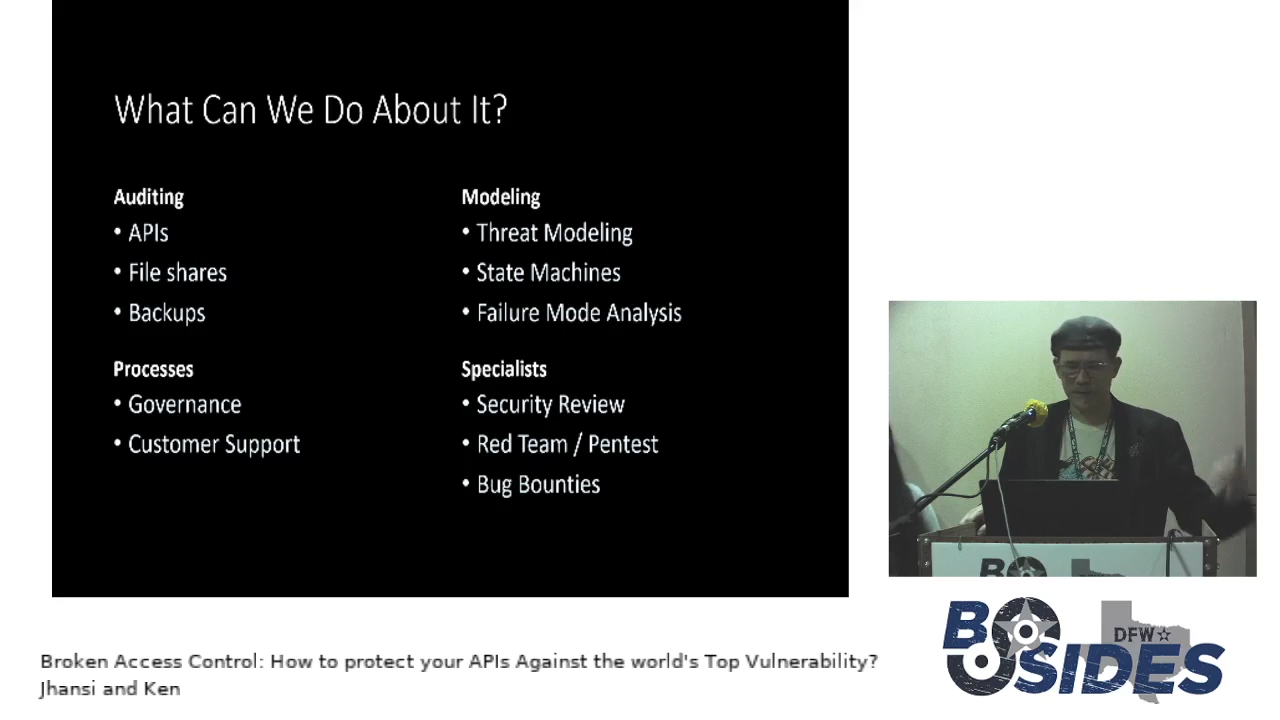 What Can We Do About It?
Auditing
• APIs
• File shares
• Backups
Processes
• Governance
• Customer Support
Modeling
• Threat Modeling
• State Machines
• Failure Mode Analysis
Specialists
• Security Review
• Red Team / Pentest
• Bug Bounties
Broken Access Control: How to protect your APIs Against the world's Top Vulnerability?
Jhansi and Ken
B
DFW
SIDES